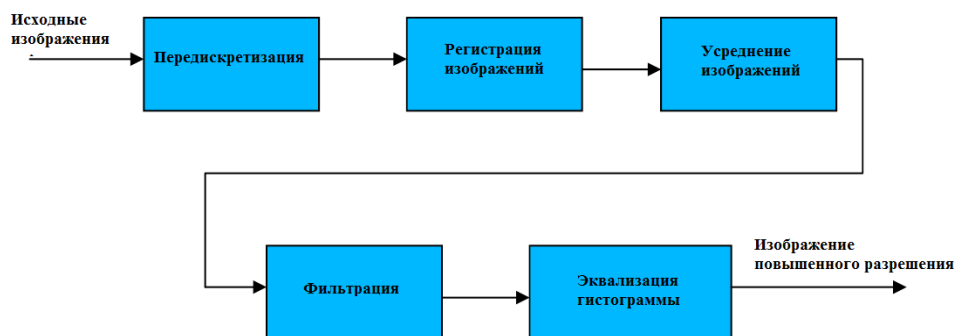 Исходные
изображения
Передискретизация
Регистрация
изображений
Усреднение
изображений
Фильтрация
Эквализация
гистограммы
Изображение
повышенного разрешения